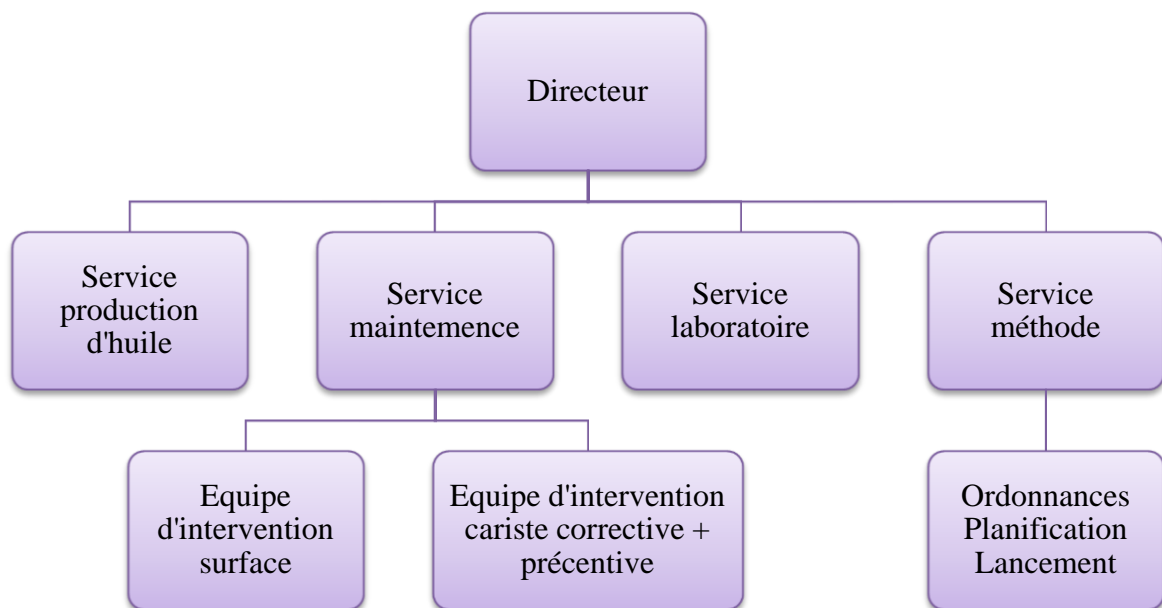 Directeur
Service
production
d'huile
Service
maintemence
Service
laboratoire
Service
méthode
Equipe
d'intervention
surface
Equipe d'intervention
cariste corrective +
précentive
Ordonnances
Planification
Lancement